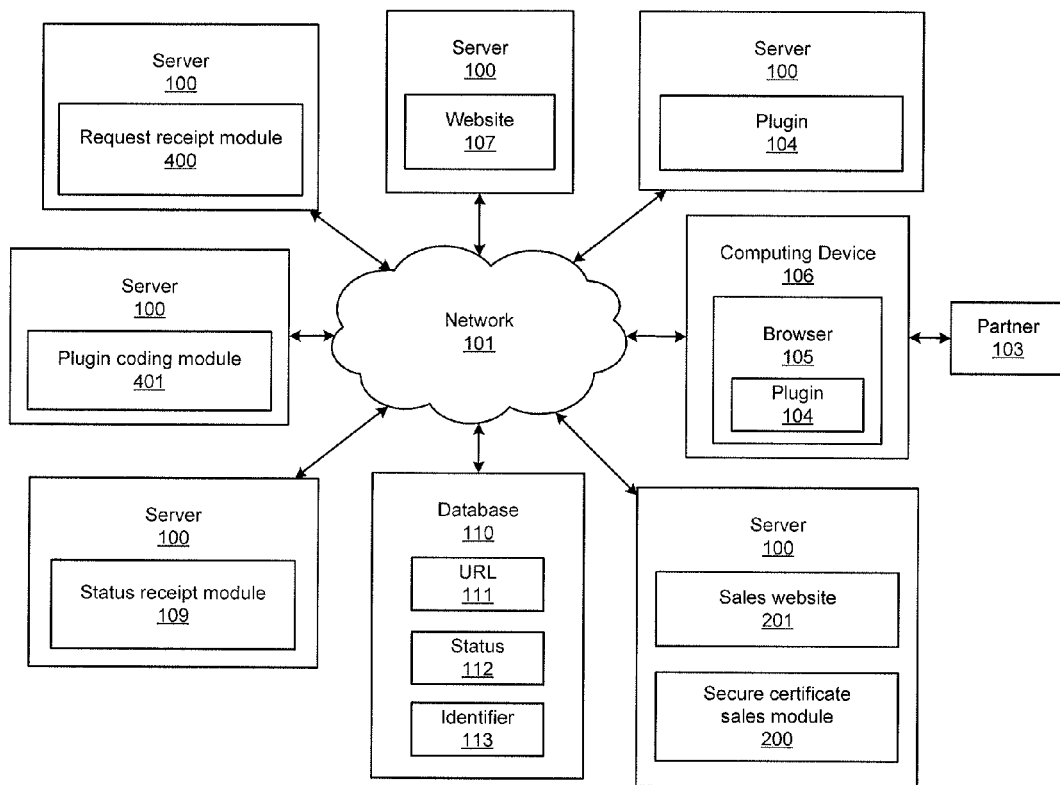 Server
100
Request receipt module
400
Server
100
Website
107
Server
100
Plugin
104
Server
100
Plugin coding module
401
Network
101
Computing Device
106
Browser
105
Plugin
104
Partner
103
Server
100
Status receipt module
109
Database
110
URL
111
Status
112
Identifier
113
Server
100
Sales website
201
Secure certificate
sales module
200